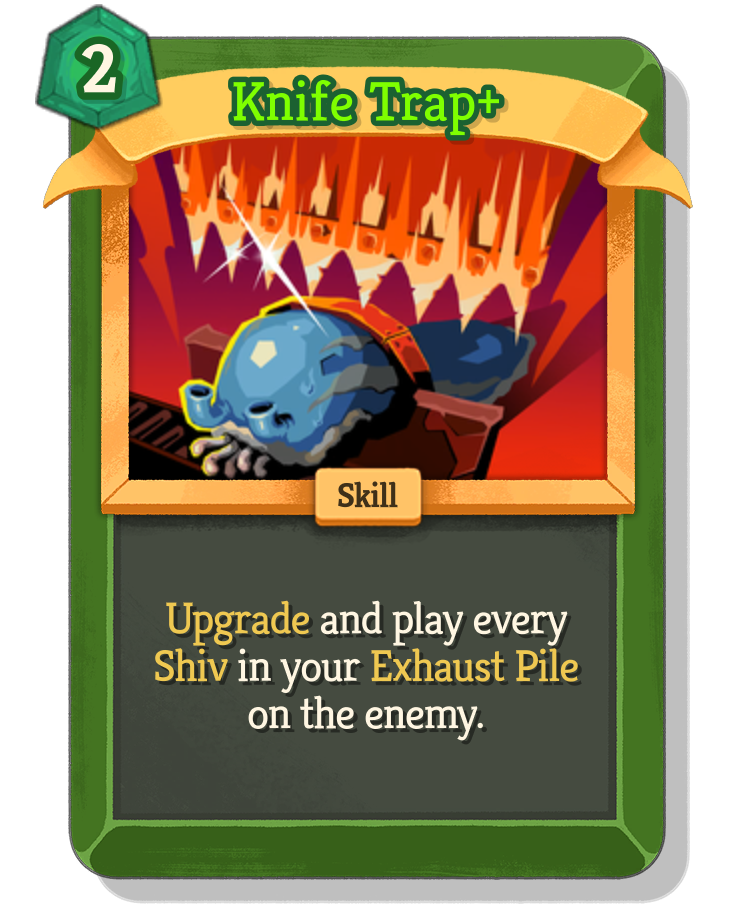 2
Knife Trap+
Skill
Upgrade and play every
Shiv in your Exhaust Pile
on the enemy.